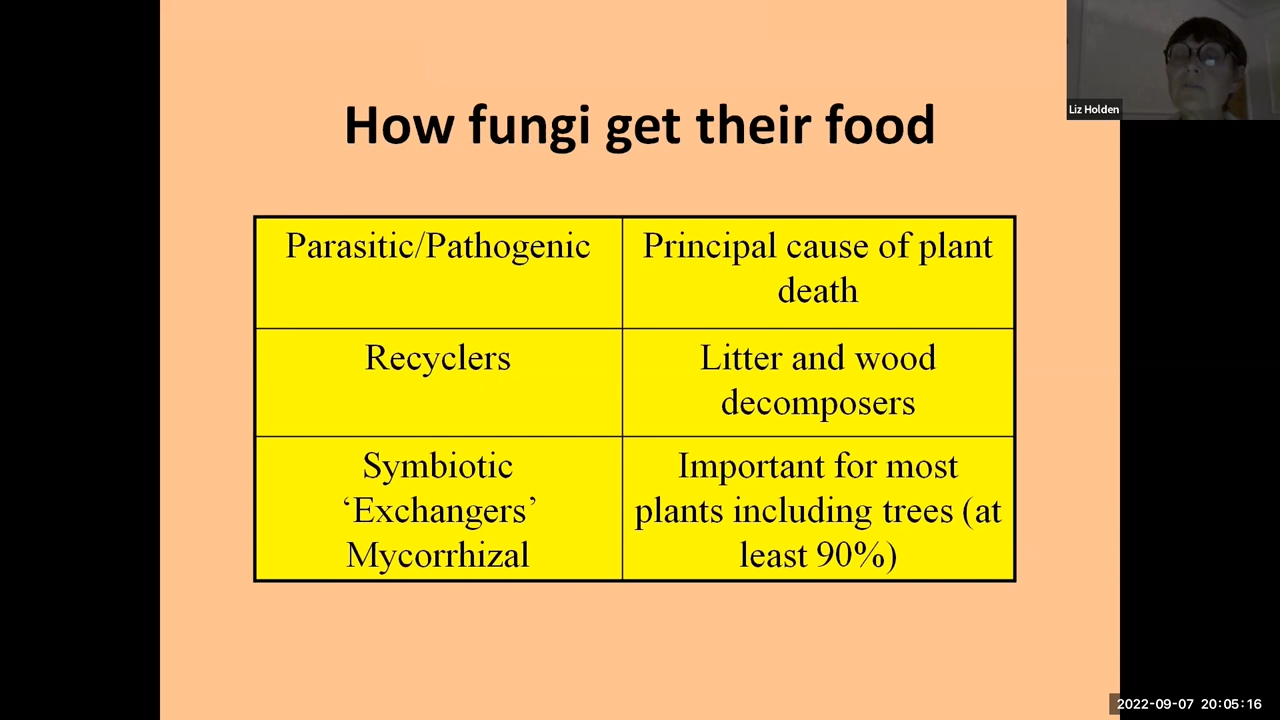 How fungi get their food
Liz Holden
Parasitic/Pathogenic
Principal cause of plant
death
Recyclers
Litter and wood
decomposers
Symbiotic
‘Exchangers’
Mycorrhizal
Important for most
plants including trees (at
least 90%)
2022-09-07 20:05:16